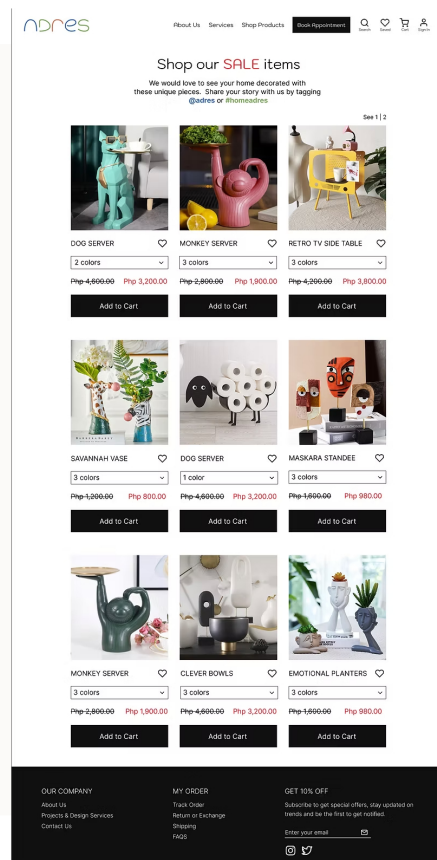 ADRES
About Us Services Shop Products Book Appointment Search Saved Cart Sign In
Shop our SALE items
We would love to see your home decorated with
these unique pieces. Share your story with us by tagging
@adres or #homeadres
See 1 | 2
DOG SERVER MONKEY SERVER RETRO TV SIDE TABLE
2 colors 3 colors 3 colors
Php 4,600.00 Php 3,200.00 Php 2,800.00 Php 1,900.00 Php 4,200.00 Php 3,800.00
Add to Cart Add to Cart Add to Cart
SAVANNAH VASE DOG SERVER MASKARA STANDEE
3 colors 1 color 3 colors
Php 1,200.00 Php 800.00 Php 4,600.00 Php 3,200.00 Php 1,600.00 Php 980.00
Add to Cart Add to Cart Add to Cart
MONKEY SERVER CLEVER BOWLS EMOTIONAL PLANTERS
3 colors 3 colors 3 colors
Php 2,800.00 Php 1,900.00 Php 4,600.00 Php 3,200.00 Php 1,600.00 Php 980.00
Add to Cart Add to Cart Add to Cart
OUR COMPANY MY ORDER GET 10% OFF
About Us Track Order Subscribe to get special offers, stay updated on
Projects & Design Services Return or Exchange trends and be the first to get notified.
Contact Us Shipping
FAQS Enter your email